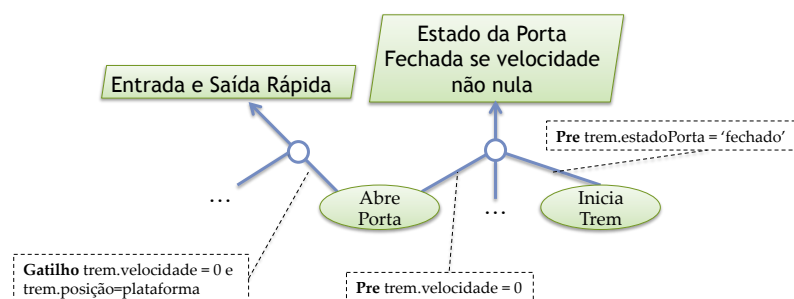 Estado da Porta
Fechada se velocidade
não nula
Entrada e Saída Rápida
Pre trem.estadoPorta = ‘fechado’
...
Abre
Porta
...
Inicia
Trem
Gatilho trem.velocidade = 0 e
trem.posição=plataforma
Pre trem.velocidade = 0